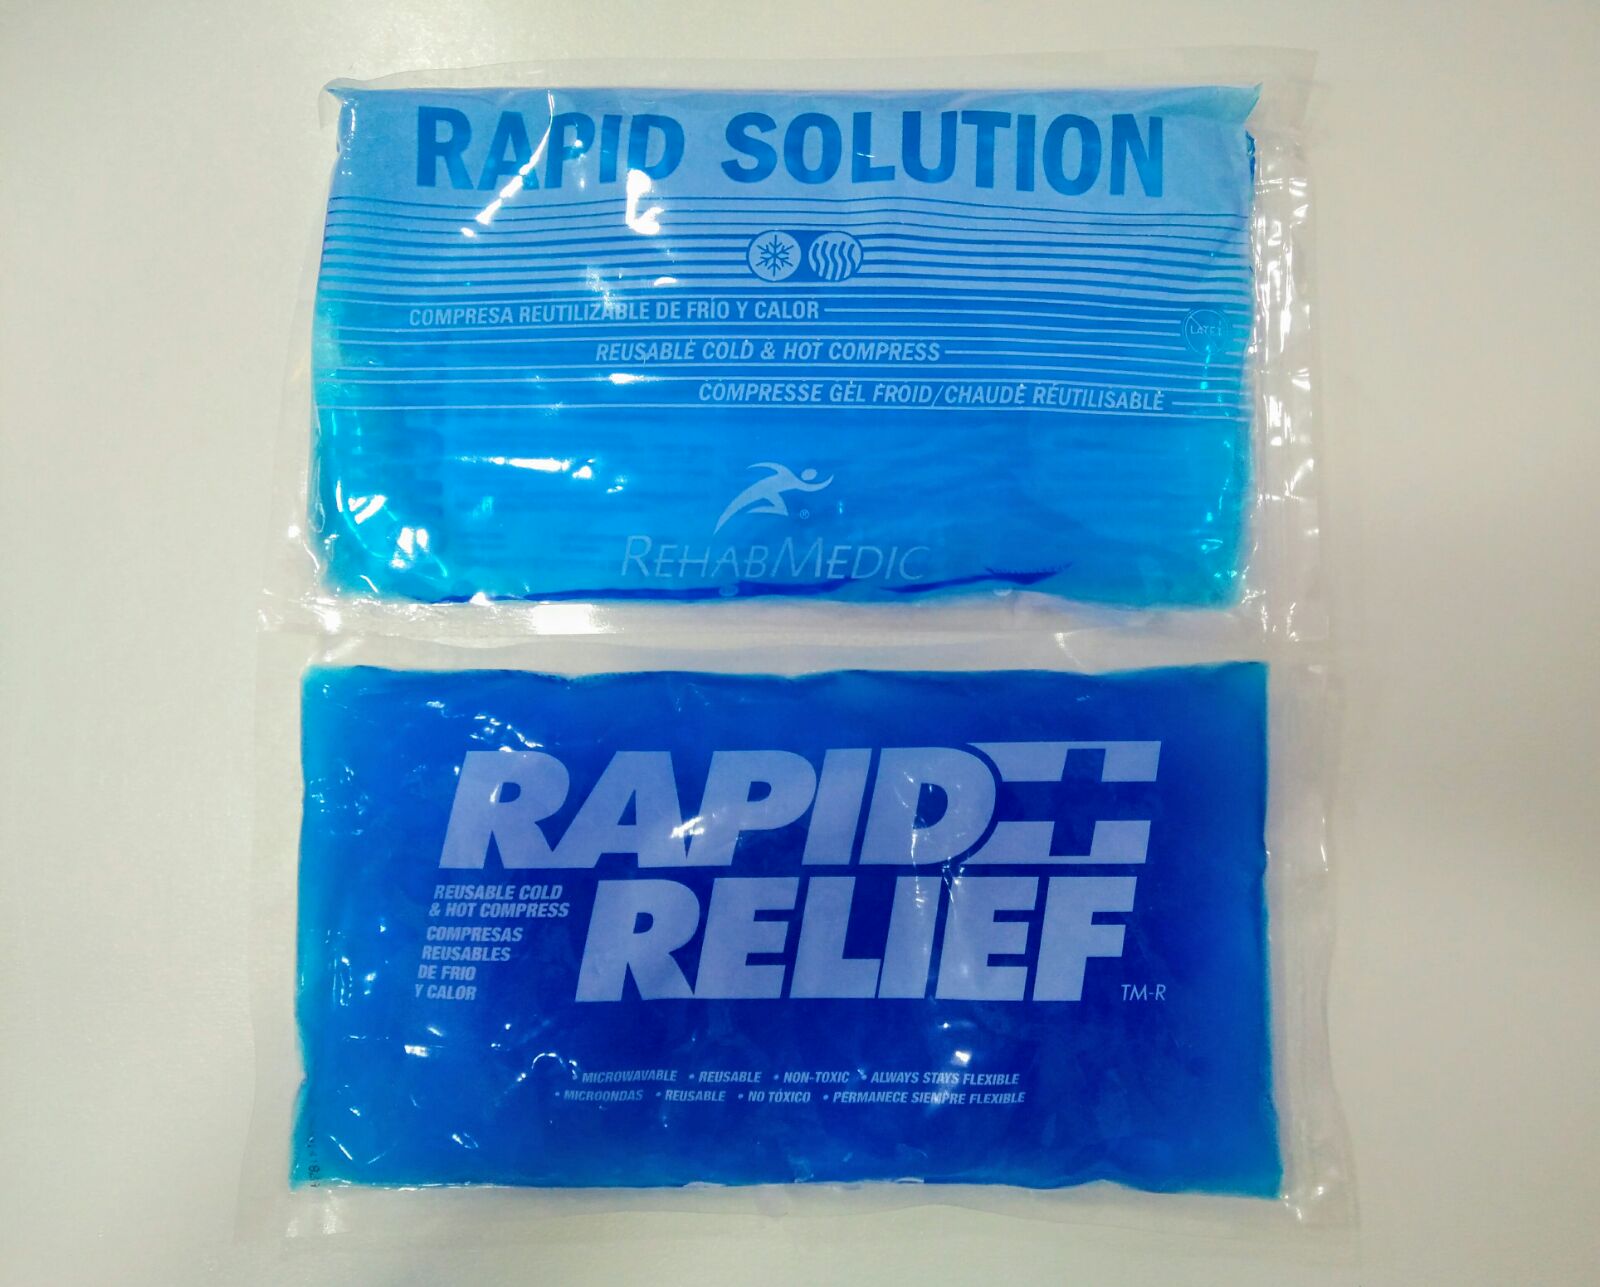 RAPID SOLUTION
COMPRESA REUTILIZABLE DE FRIO Y CALOR
LATEX
REUSABLE COLD & HOT COMPRESS
COMPRESSE GEL FROID/CHAUDE RÉUTILISABLE
®
REHABMEDIC
RAPID
RELIEF
REUSABLE COLD
& HOT COMPRESS
COMPRESAS
REUSABLES
DE FRIO
Y CALOR
TM-R
• MICROWAVABLE • REUSABLE • NON-TOXIC • ALWAYS STAYS FLEXIBLE
• MICROONDAS • REUSABLE • NO TÓXICO • PERMANECE SIEMPRE FLEXIBLE